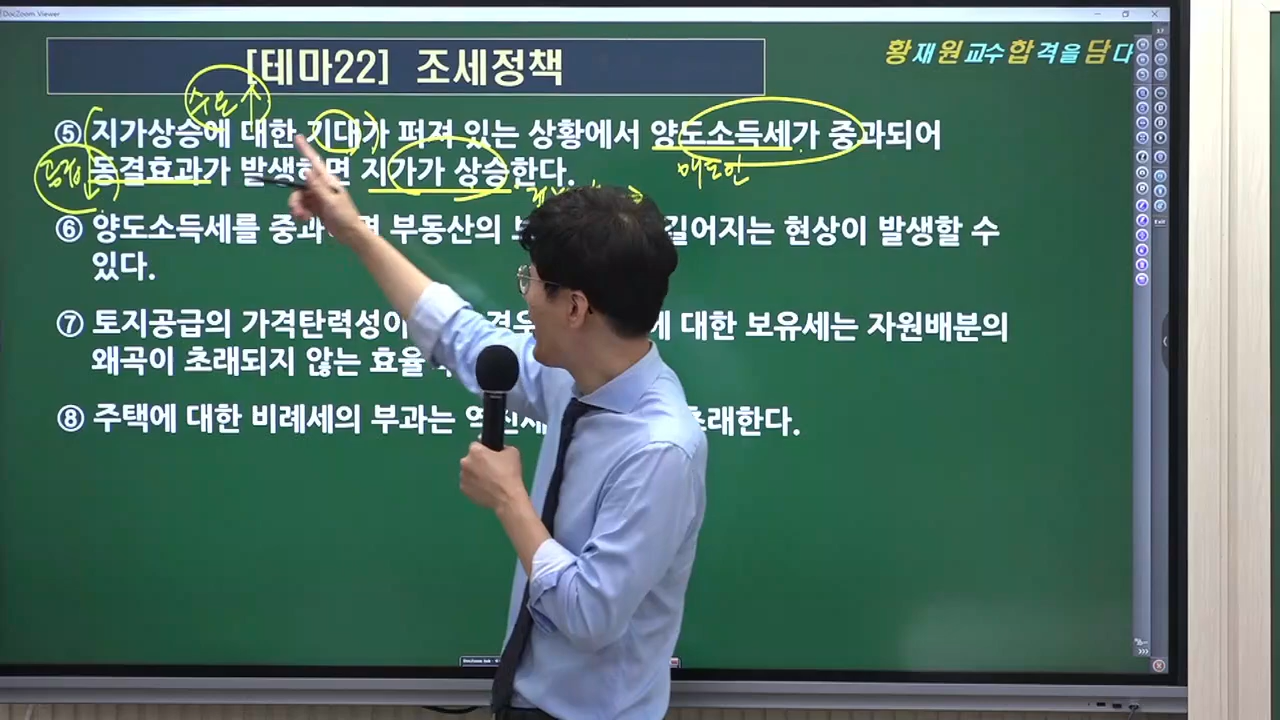 DocZoom Viewer
[테마22] 조세정책
황재원교수합격을담다
수요↑
⑤ 지가상승에 대한 기대가 퍼져 있는 상황에서 양도소득세가 중과되어
동결효과가 발생하면 지가가 상승한다.
매도인
⑥ 양도소득세를 중과 부동산의 길어지는 현상이 발생할 수
있다.
⑦ 토지공급의 가격탄력성이 대한 보유세는 자원배분의
왜곡이 초래되지 않는 효율
⑧ 주택에 대한 비례세의 부과는 초래한다.